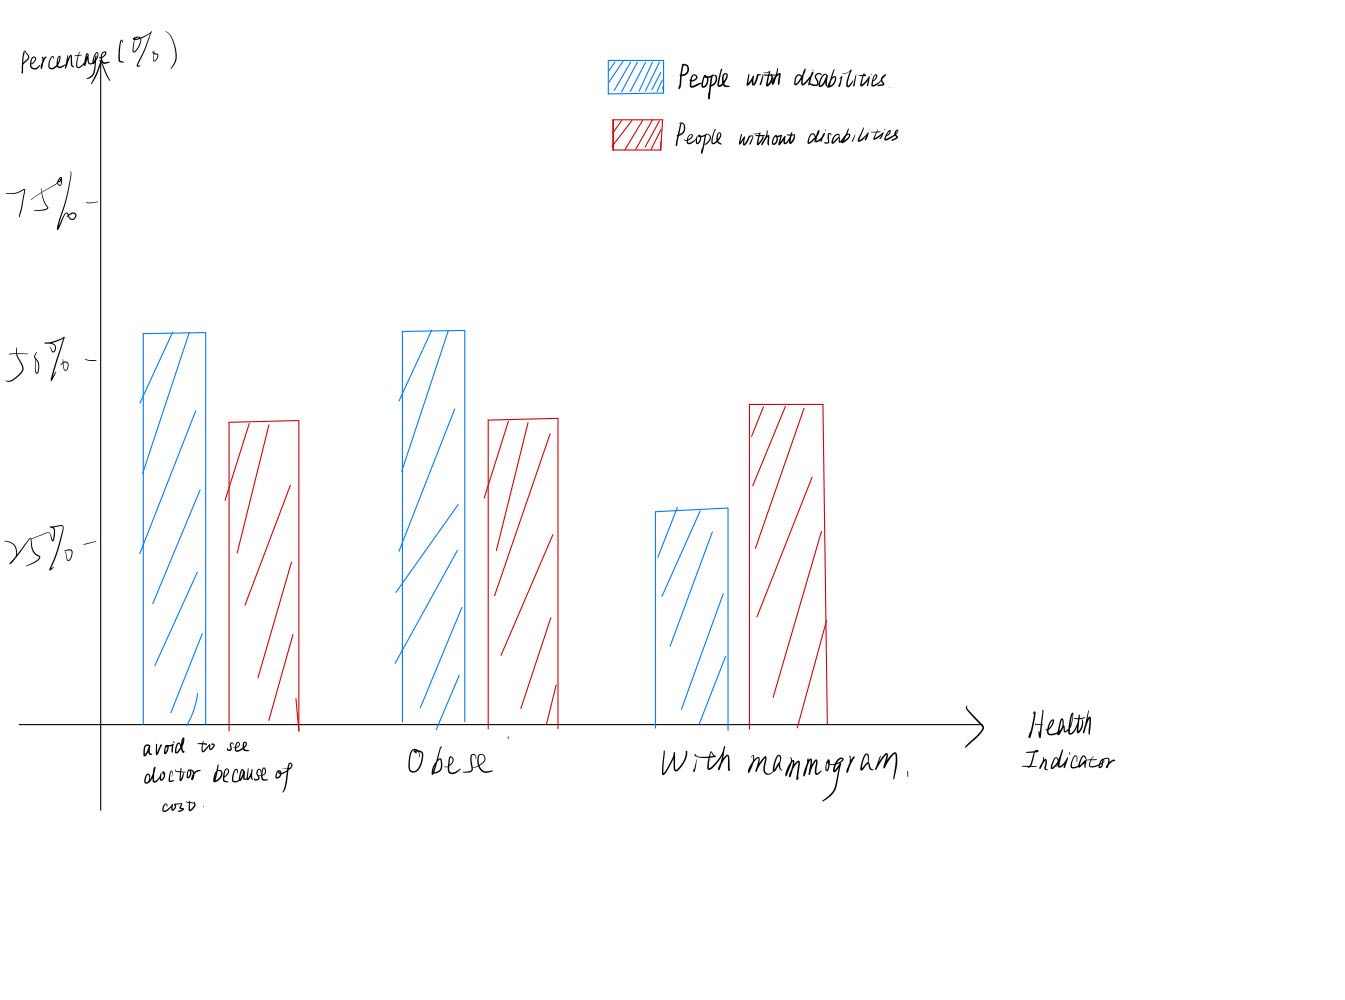 Percentage (%)
People with disabilities
People without disabilities
75%
50%
25%
avoid to see
doctor because of
cost.
Obese
With mammogram.
Health
Indicator